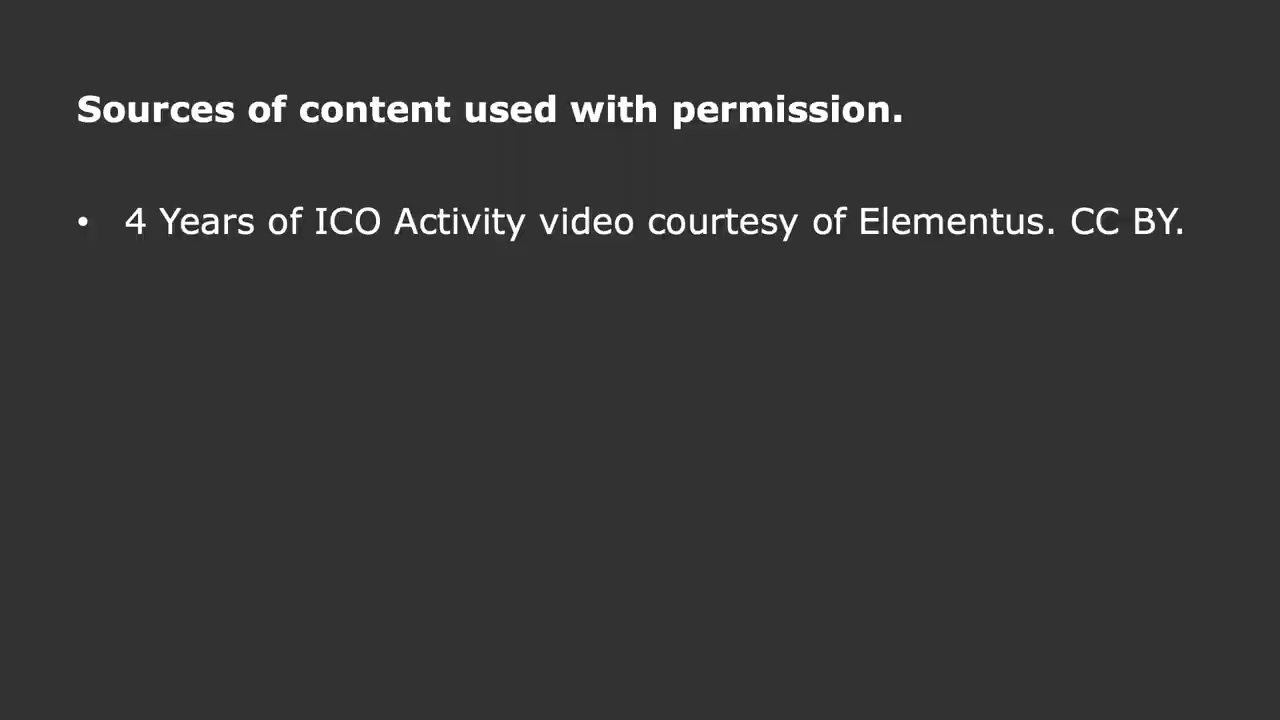 Sources of content used with permission.
• 4 Years of ICO Activity video courtesy of Elementus. CC BY.